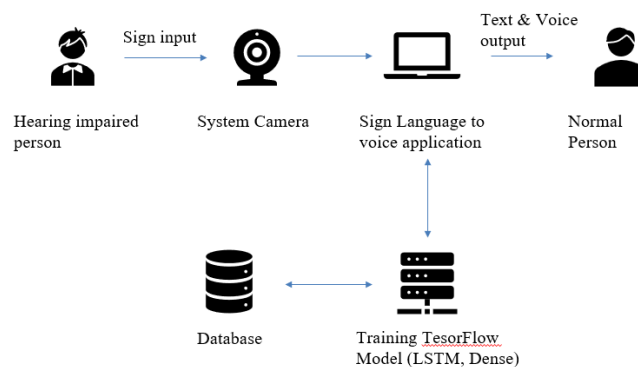 Sign input
Text & Voice
output
Hearing impaired
person
System Camera
Sign Language to
voice application
Normal
Person
Database
Training TesorFlow
Model (LSTM, Dense)